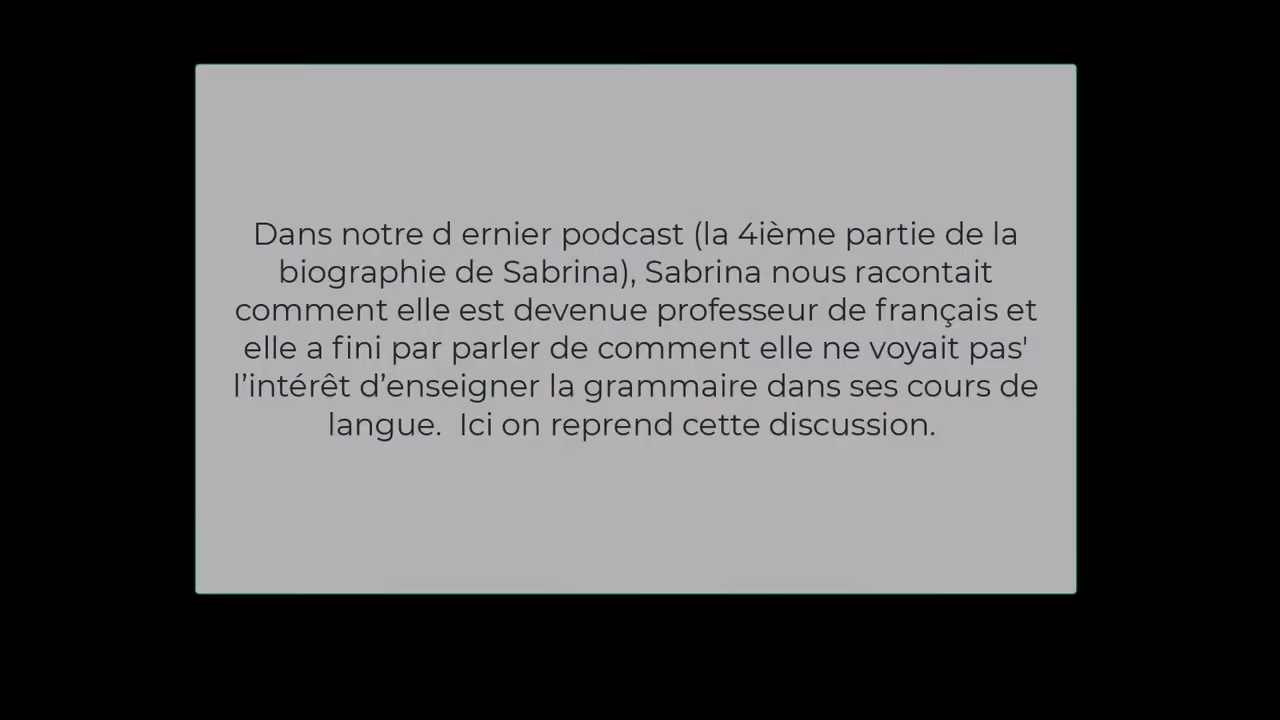 Dans notre d ernier podcast (la 4ième partie de la
biographie de Sabrina), Sabrina nous racontait
comment elle est devenue professeur de français et
elle a fini par parler de comment elle ne voyait pas'
l’intérêt d’enseigner la grammaire dans ses cours de
langue.  Ici on reprend cette discussion.